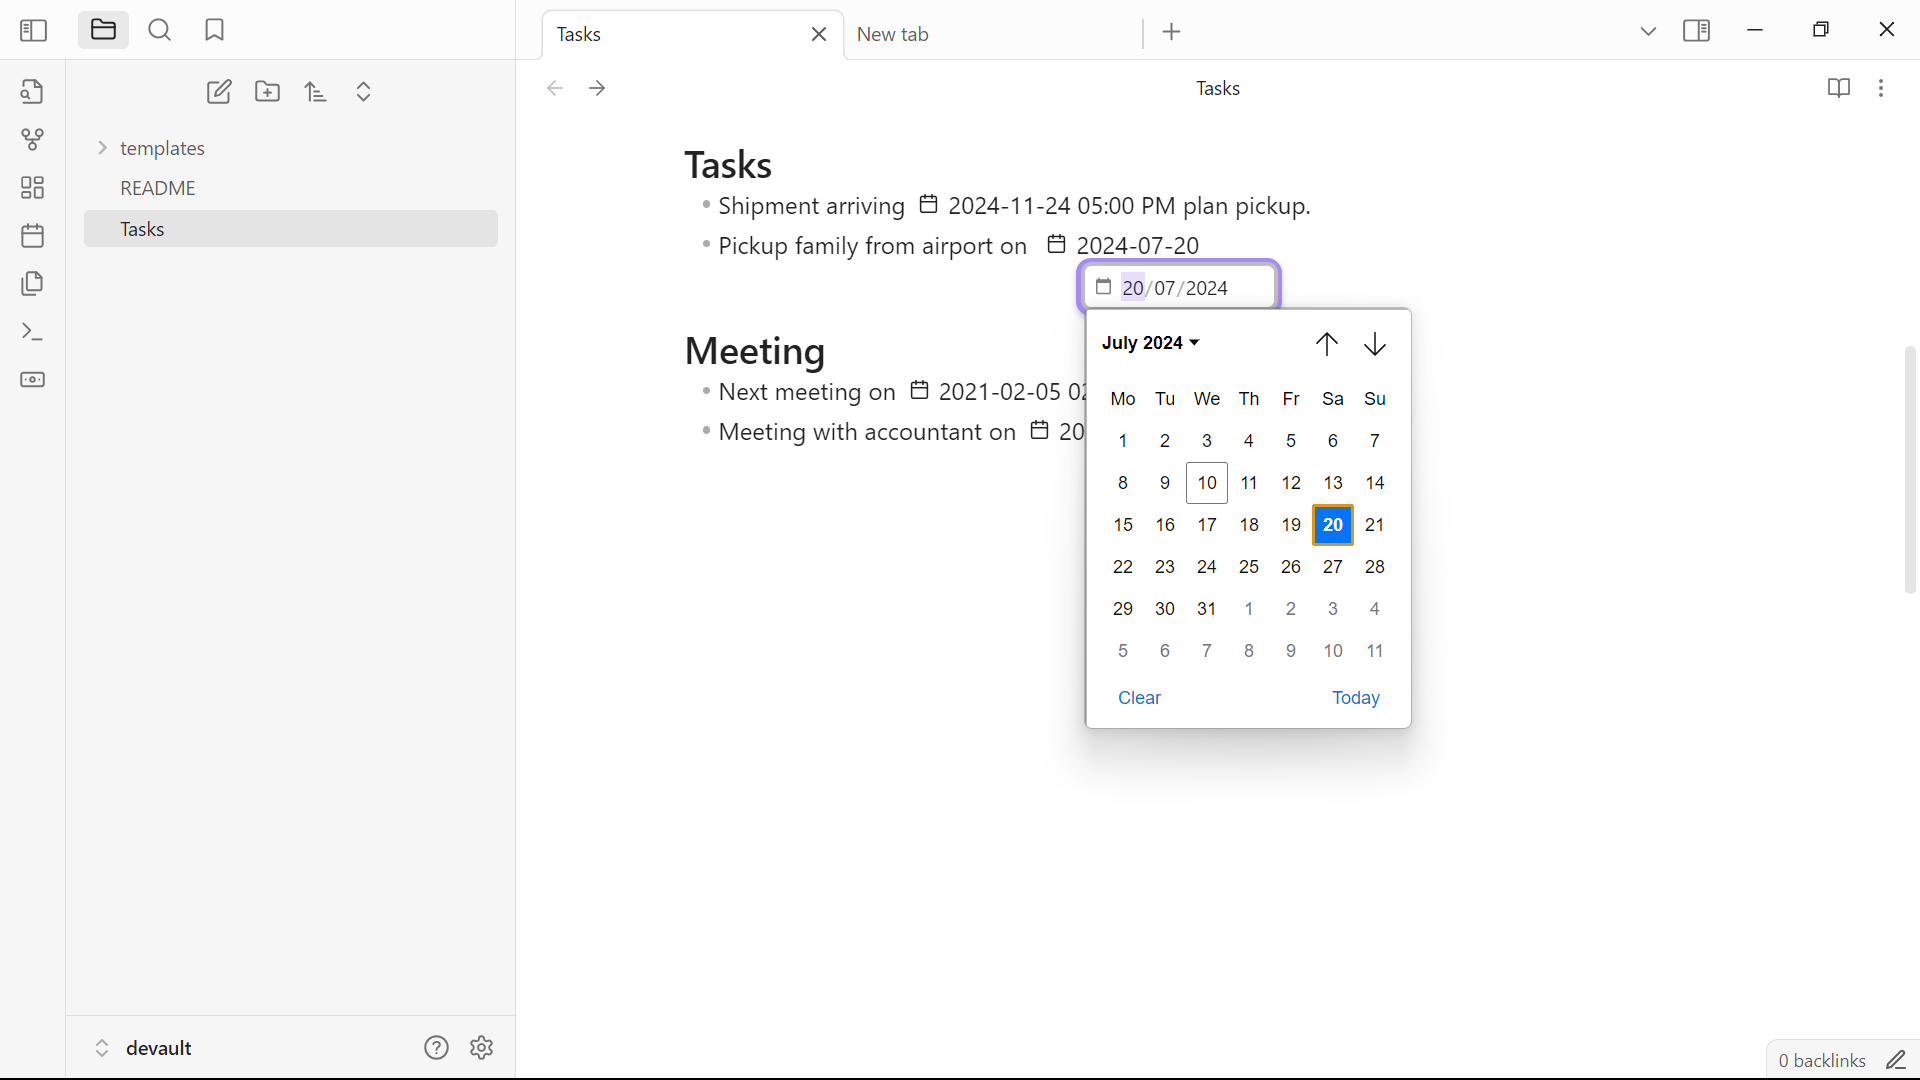 Tasks
New tab
Tasks
templates
README
Tasks
Tasks
Shipment arriving 2024-11-24 05:00 PM plan pickup.
Pickup family from airport on 2024-07-20
20/07/2024
Meeting
Next meeting on 2021-02-05 02
Meeting with accountant on 20
July 2024
Mo Tu We Th Fr Sa Su
1 2 3 4 5 6 7
8 9 10 11 12 13 14
15 16 17 18 19 20 21
22 23 24 25 26 27 28
29 30 31 1 2 3 4
5 6 7 8 9 10 11
Clear Today
devault
0 backlinks